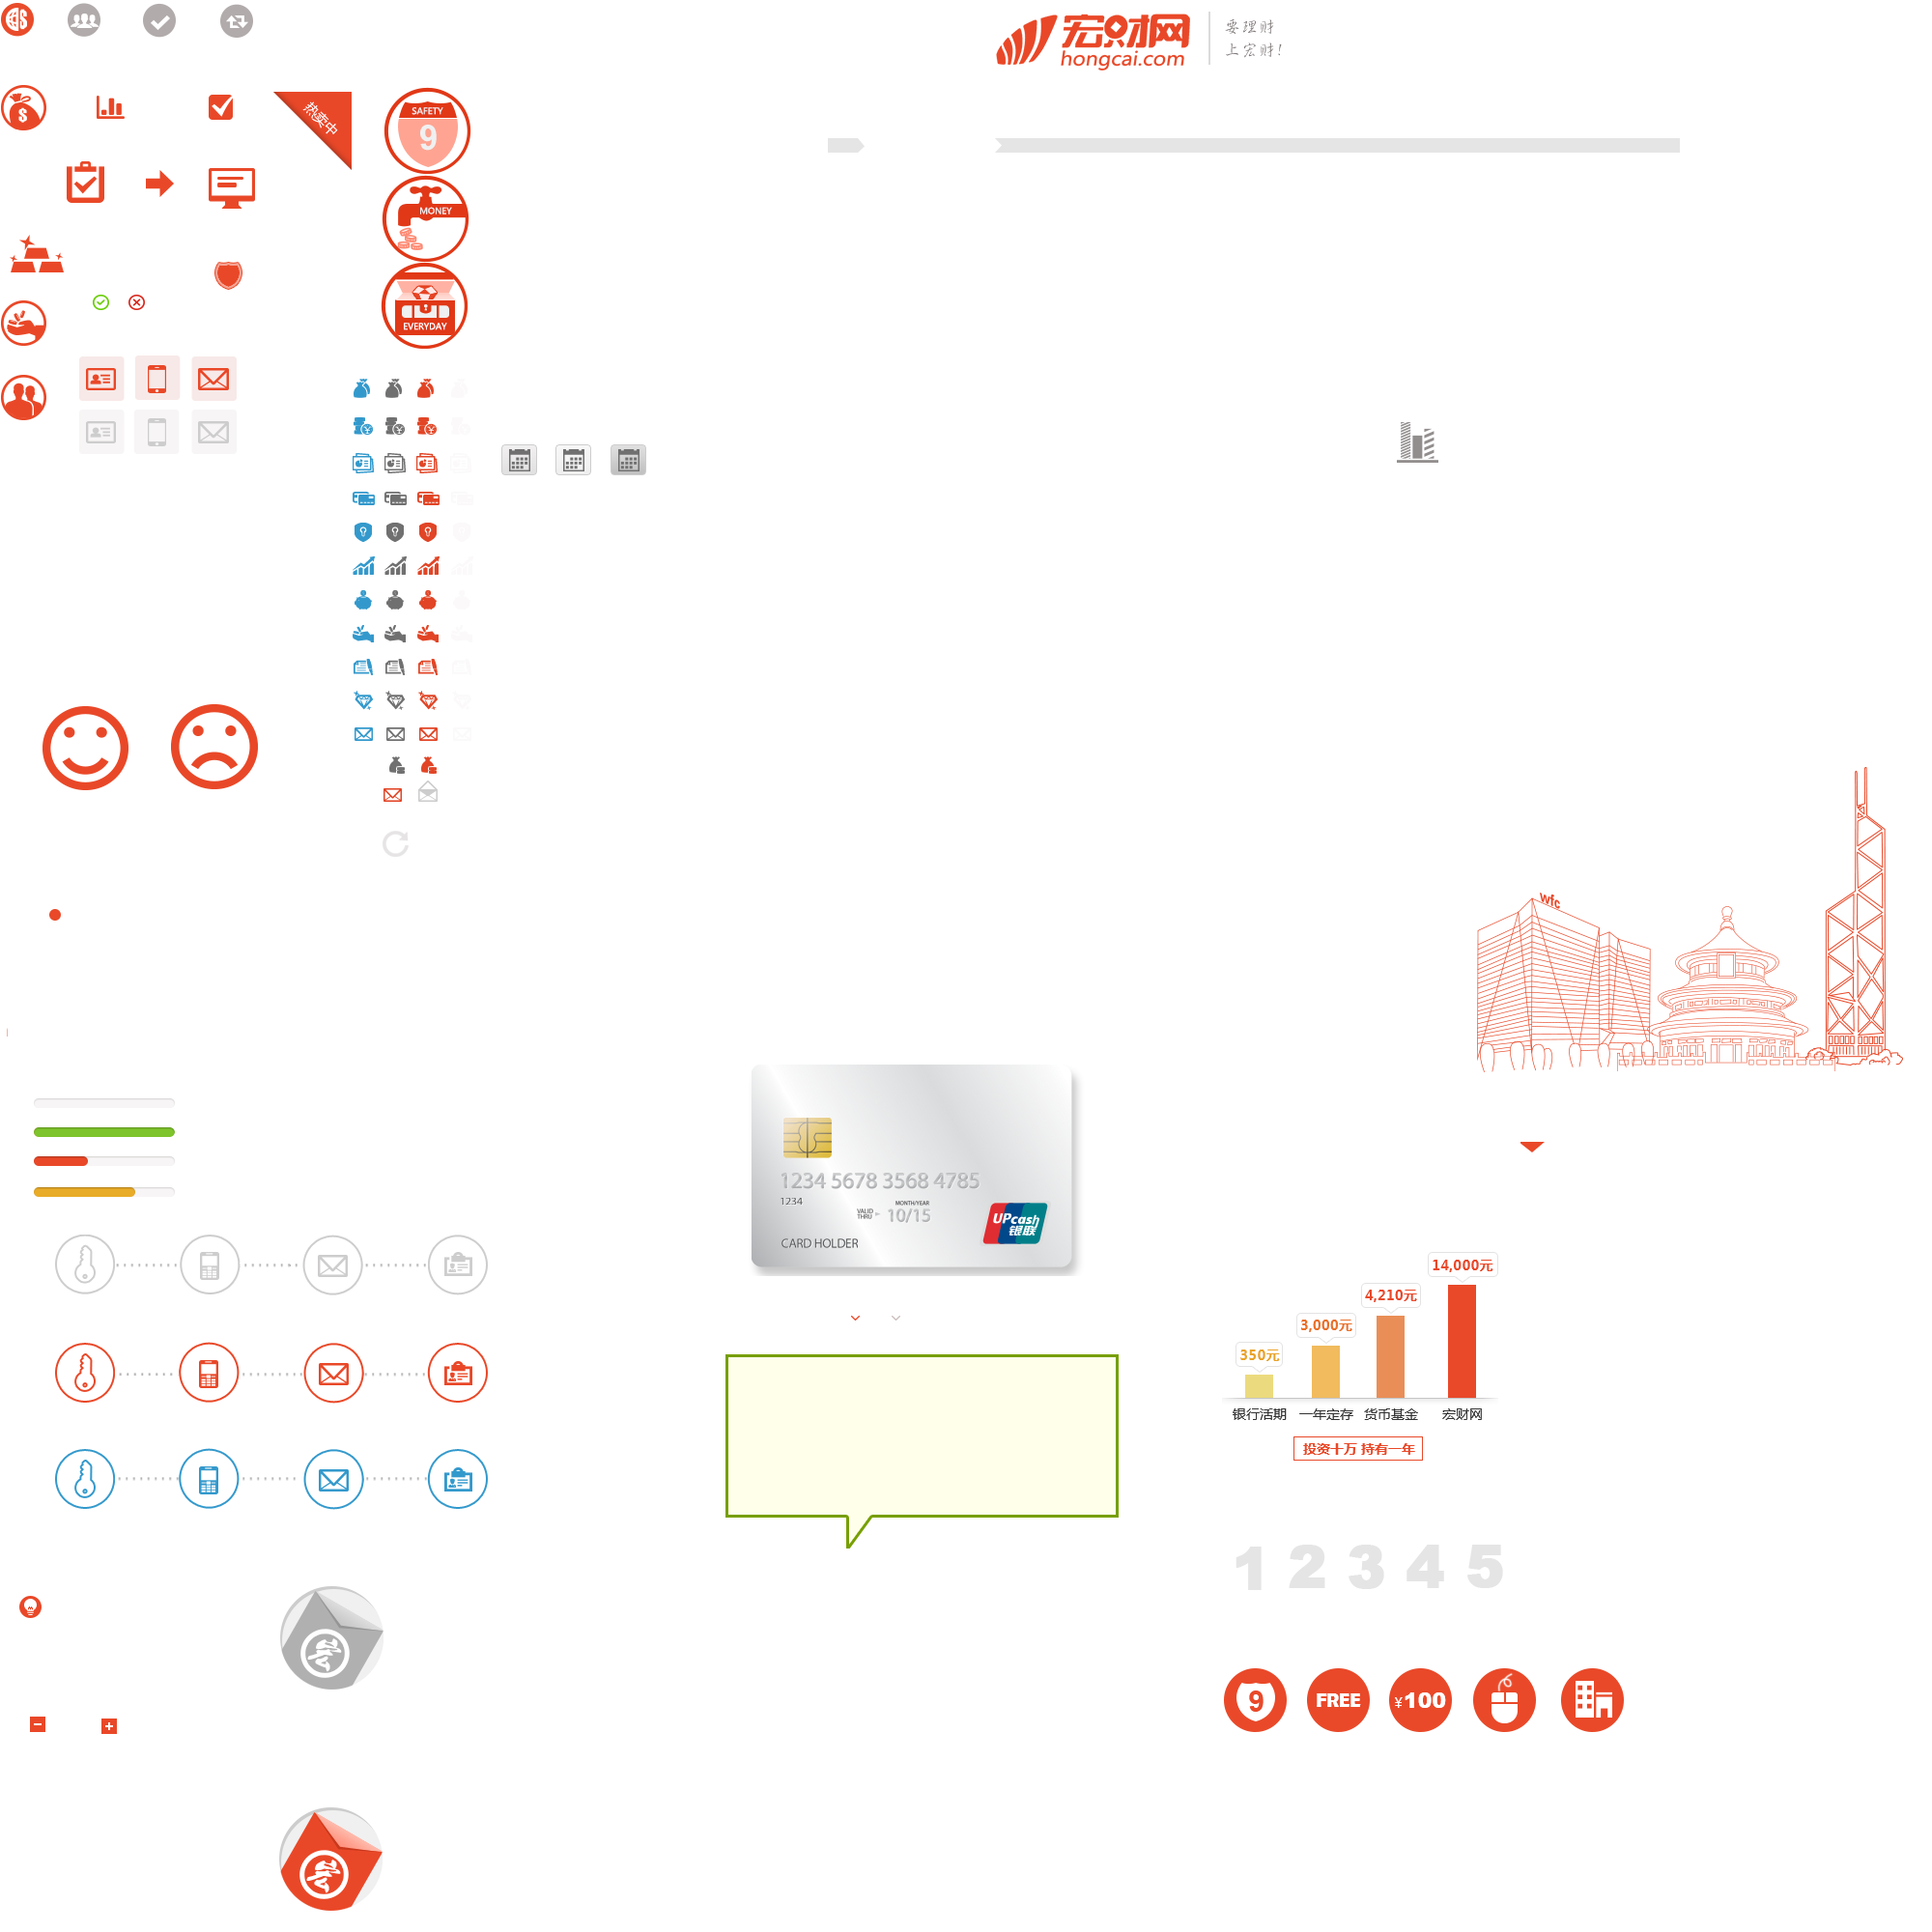 宏财网
hongcai.com
要理财
上宏财!
热卖中
SAFETY
9
MONEY
EVERYDAY
wfc
1234 5678 3568 4785
1234
MONTH/YEAR
VALID
THRU
10/15
UPcash
银联
CARD HOLDER
14,000元
4,210元
3,000元
350元
银行活期 一年定存 货币基金 宏财网
投资十万 持有一年
1 2 3 4 5
9
FREE
¥100